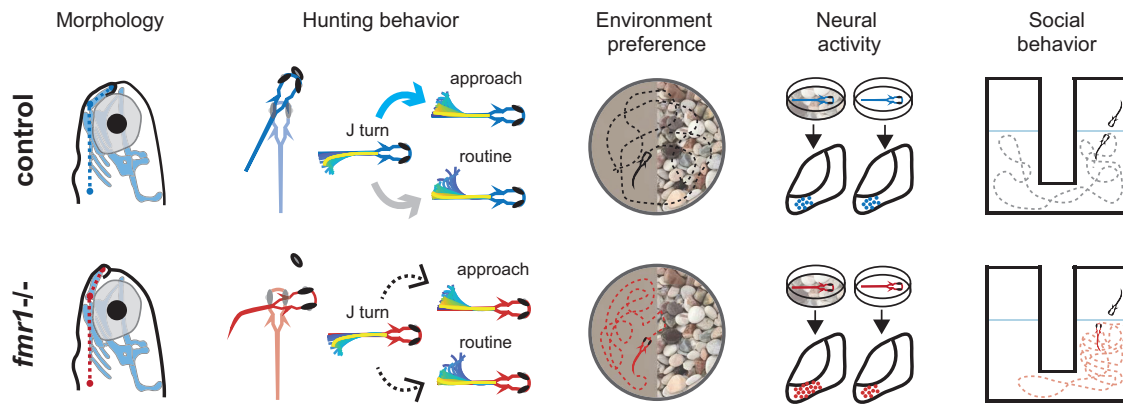 Morphology
Hunting behavior
Environment
preference
Neural
activity
Social
behavior
control
approach
J turn
routine
fmr1-/-
approach
J turn
routine